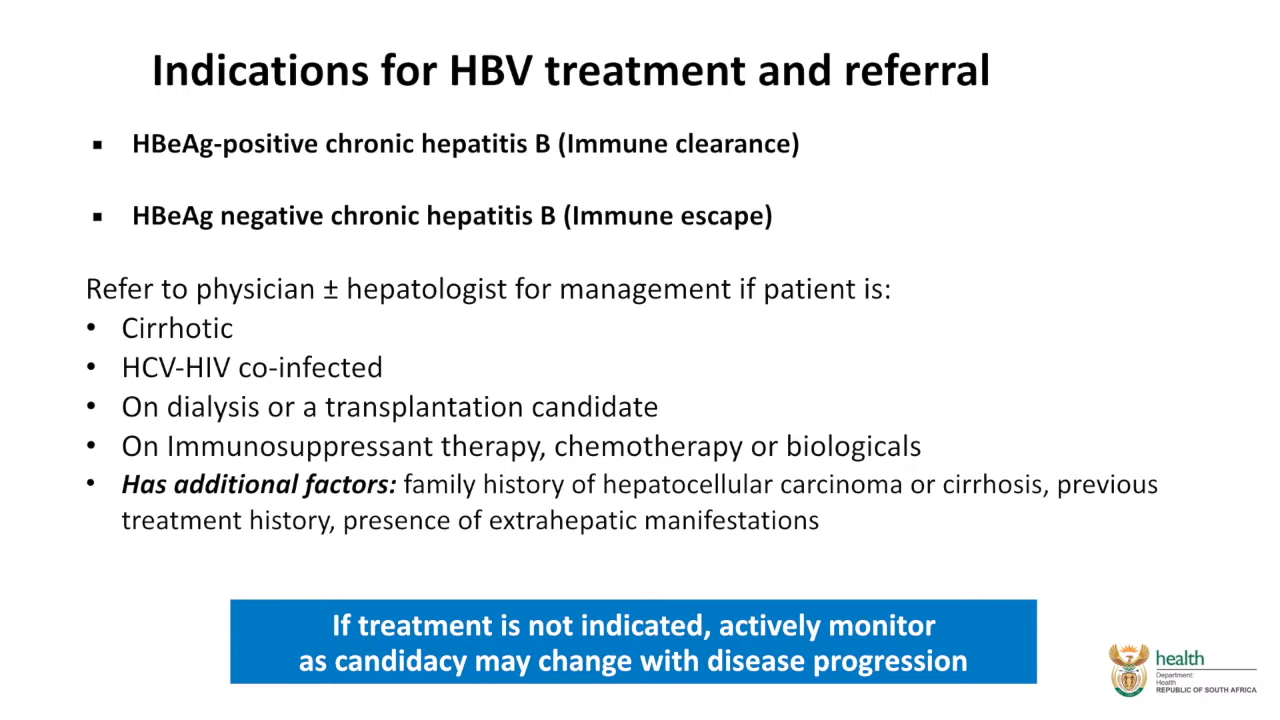 Indications for HBV treatment and referral
▪ HBeAg-positive chronic hepatitis B (Immune clearance)
▪ HBeAg negative chronic hepatitis B (Immune escape)
Refer to physician ± hepatologist for management if patient is:
• Cirrhotic
• HCV-HIV co-infected
• On dialysis or a transplantation candidate
• On Immunosuppressant therapy, chemotherapy or biologicals
• Has additional factors: family history of hepatocellular carcinoma or cirrhosis, previous
treatment history, presence of extrahepatic manifestations
If treatment is not indicated, actively monitor
as candidacy may change with disease progression
health
Department:
Health
REPUBLIC OF SOUTH AFRICA